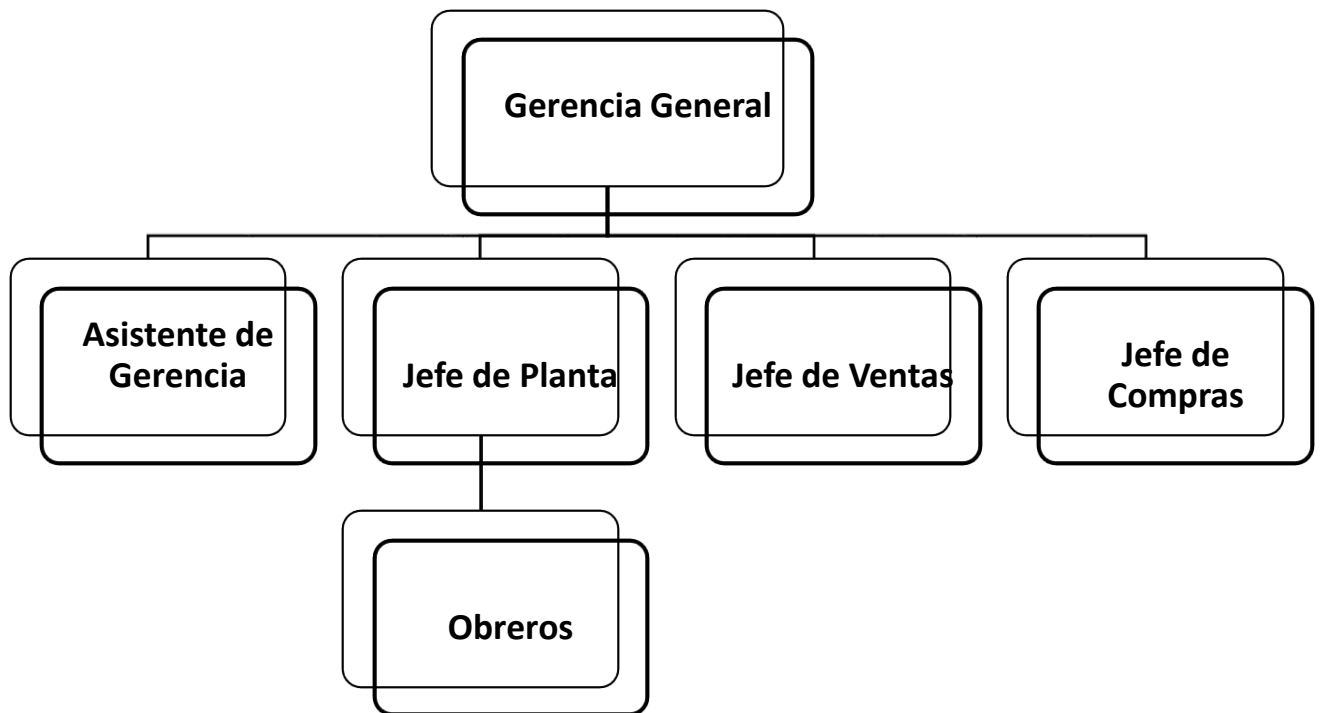 Gerencia General
Asistente de
Gerencia
Jefe de Planta
Jefe de Ventas
Jefe de
Compras
Obreros